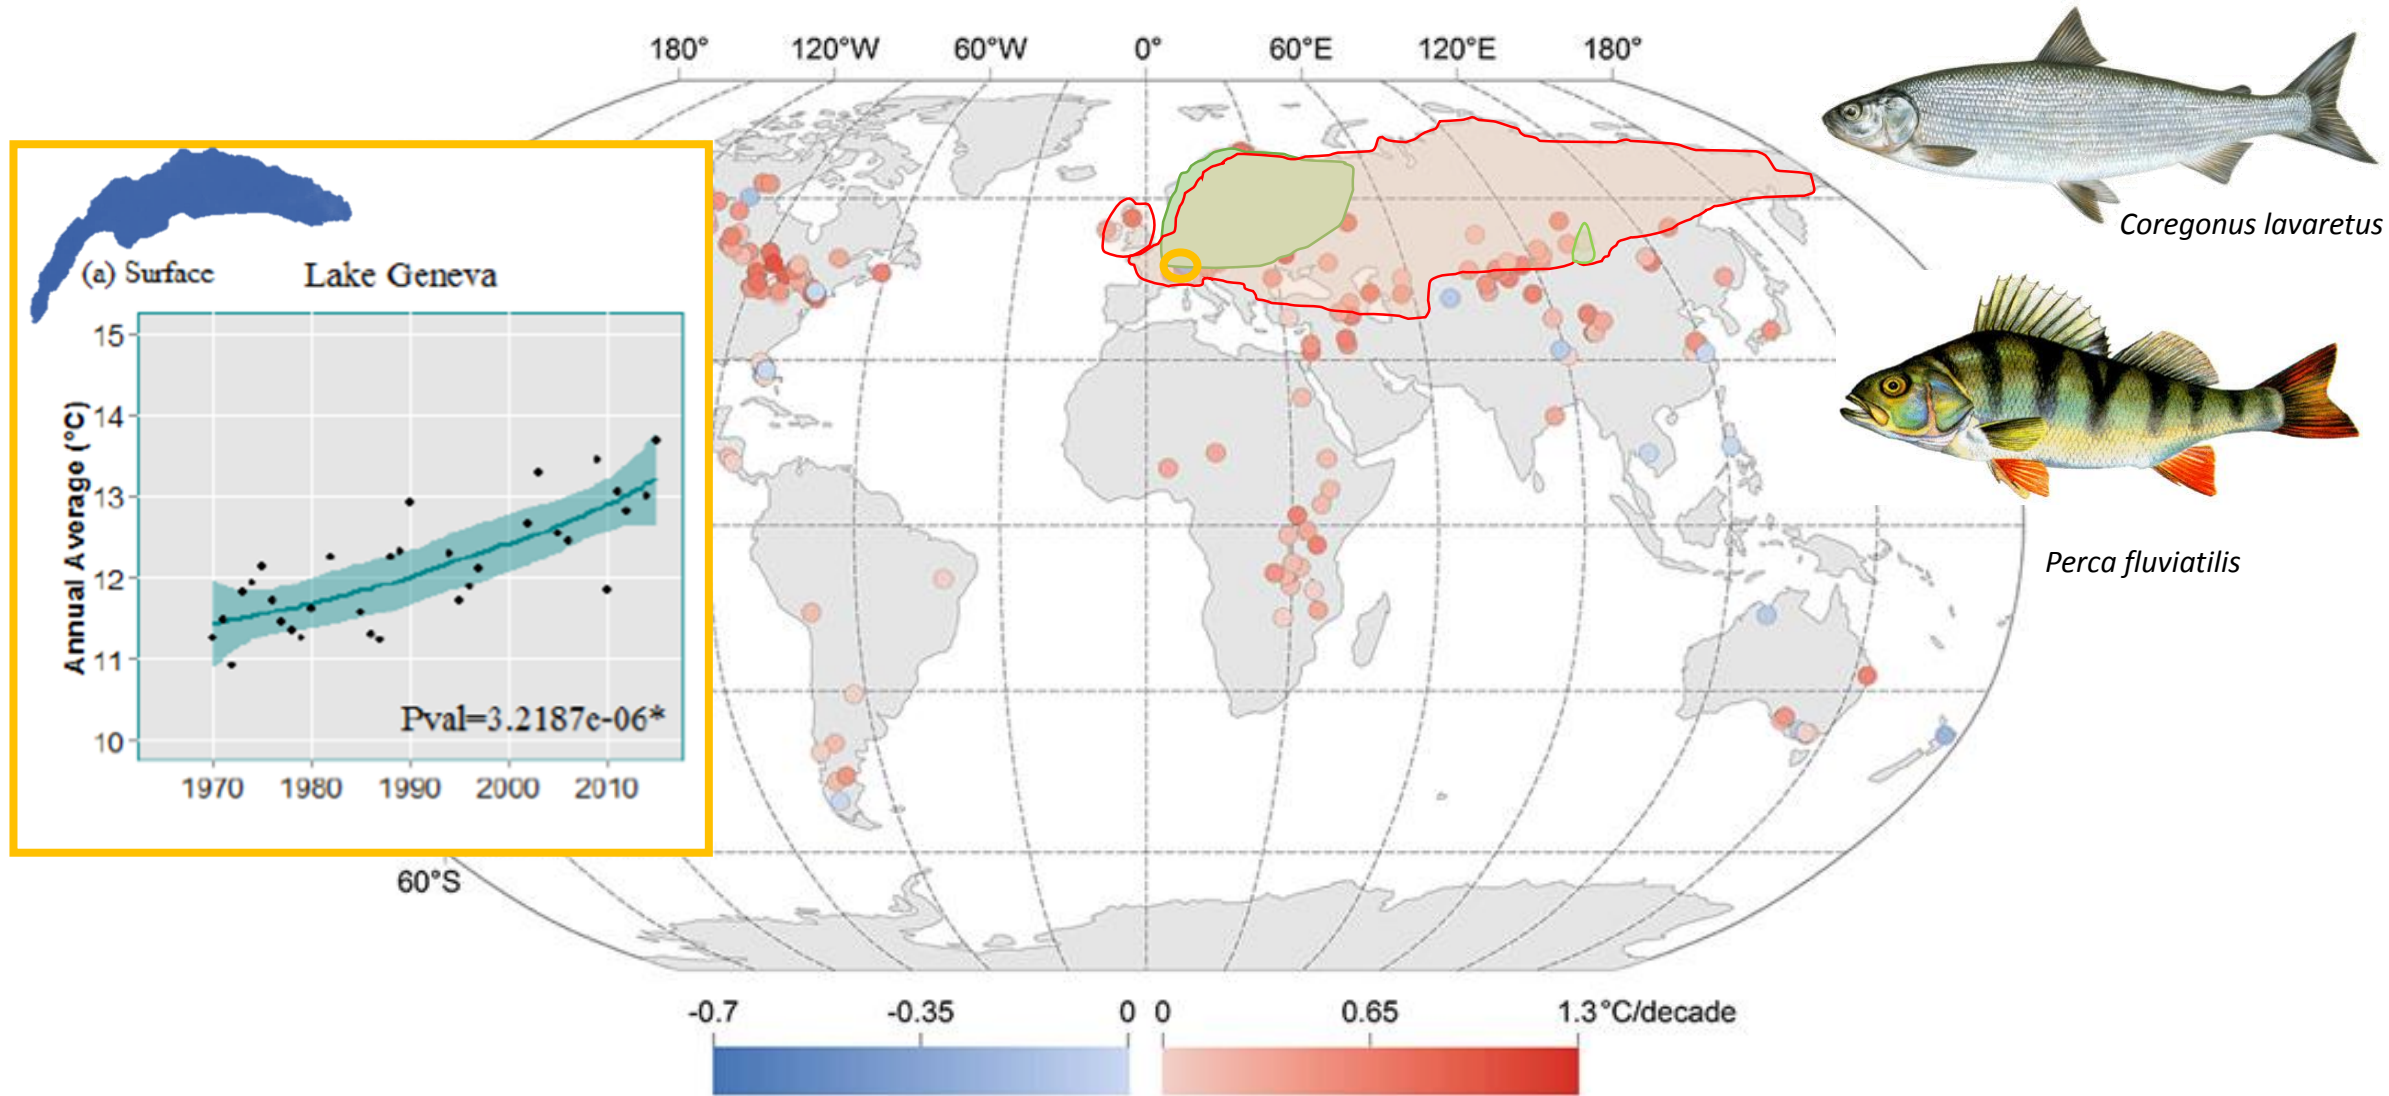 180° 120°W 60°W 0° 60°E 120°E 180°
Coregonus lavaretus
(a) Surface Lake Geneva
15
14
13
12
11
10
Annual Average (°C)
Pval=3.2187e-06*
1970 1980 1990 2000 2010
Perca fluviatilis
60°S
-0.7 -0.35 0 0 0.65 1.3°C/decade